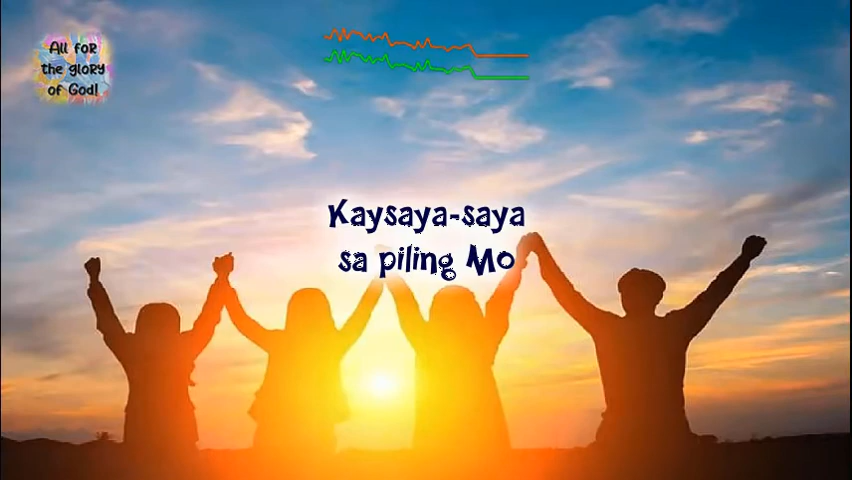 All for
the glory
of God!
Kaysaya-saya
sa piling Mo